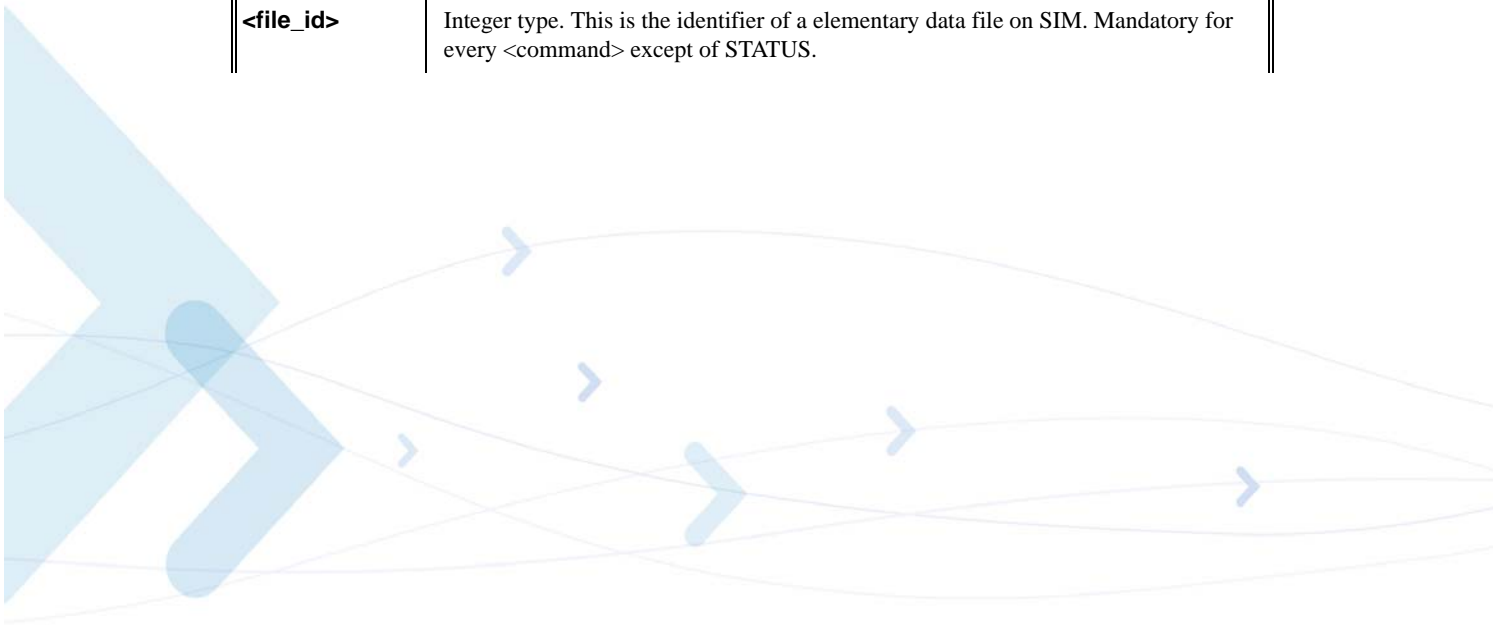 <file_id> Integer type. This is the identifier of a elementary data file on SIM. Mandatory for
every <command> except of STATUS.